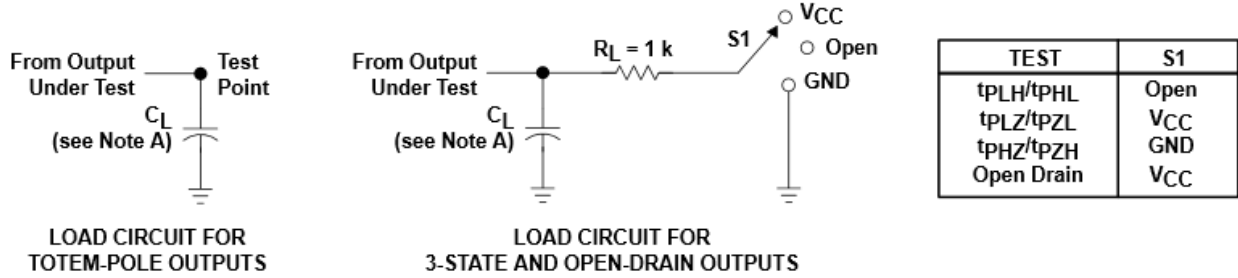 From Output
Under Test
Test
Point
CL
(see Note A)
LOAD CIRCUIT FOR
TOTEM-POLE OUTPUTS
From Output
Under Test
CL
(see Note A)
RL = 1 k
S1
VCC
Open
GND
LOAD CIRCUIT FOR
3-STATE AND OPEN-DRAIN OUTPUTS
TEST S1
tPLH/tPHL Open
tPLZ/tPZL VCC
tPHZ/tPZH GND
Open Drain VCC